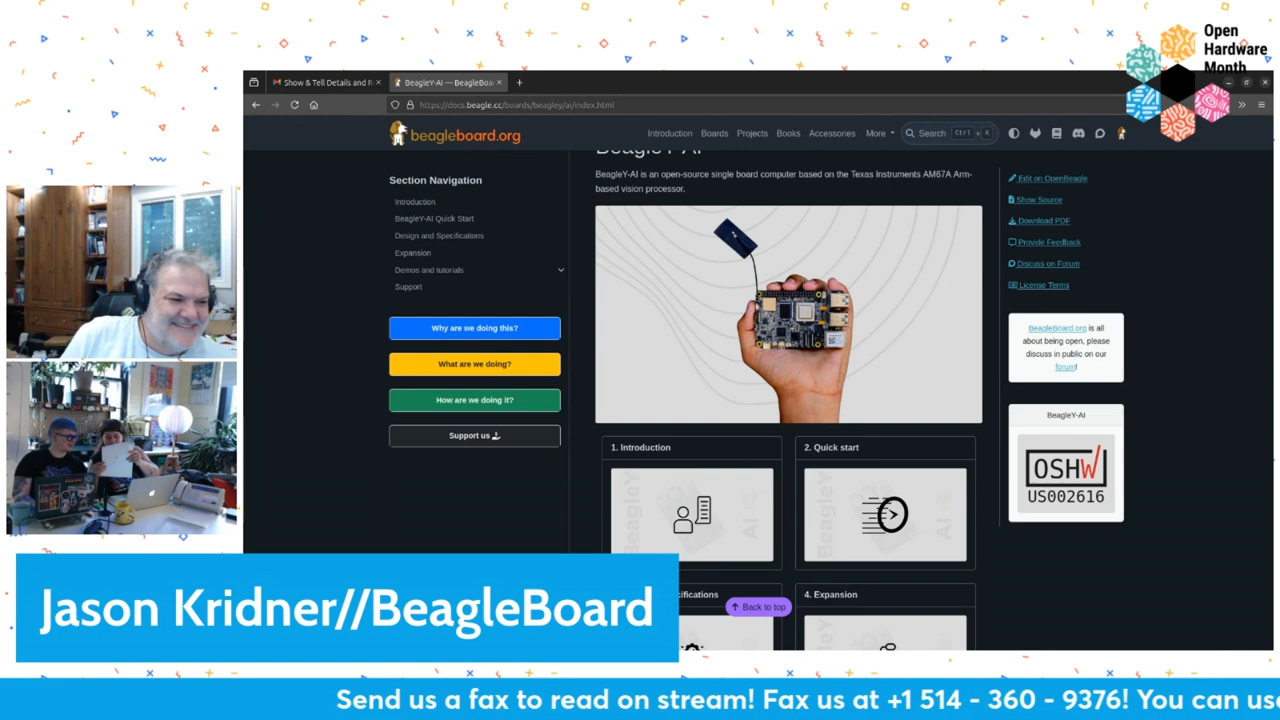 Open
Hardware
Month
Show & Tell Details and R
BeagleY-AI — BeagleBoa
https://docs.beagle.cc/boards/beagley/ai/index.html
beagleboard.org
Introduction Boards Projects Books Accessories More Search Ctrl + K
BeagleY-AI
Section Navigation
Introduction
BeagleY-AI Quick Start
Design and Specifications
Expansion
Demos and tutorials
Support
Why are we doing this?
What are we doing?
How are we doing it?
Support us
BeagleY-AI is an open-source single board computer based on the Texas Instruments AM67A Arm-
based vision processor.
1. Introduction
2. Quick start
BeagleY AI
BeagleY AI
cifications
4. Expansion
Back to top
Edit on OpenBeagle
Show Source
Download PDF
Provide Feedback
Discuss on Forum
License Terms
BeagleBoard.org is all
about being open, please
discuss in public on our
forum!
BeagleY-AI
OSHW
US002616
Jason Kridner//BeagleBoard
Send us a fax to read on stream! Fax us at +1 514 - 360 - 9376! You can us